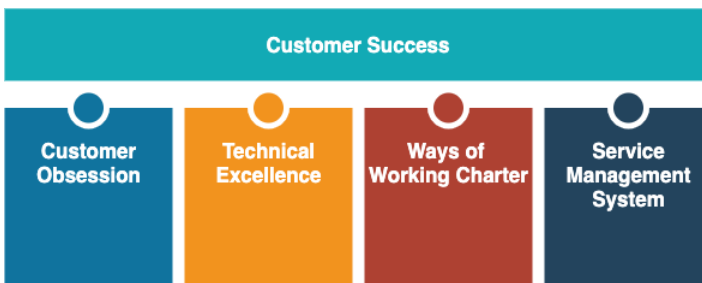 Customer Success
Customer
Obsession
Technical
Excellence
Ways of
Working Charter
Service
Management
System